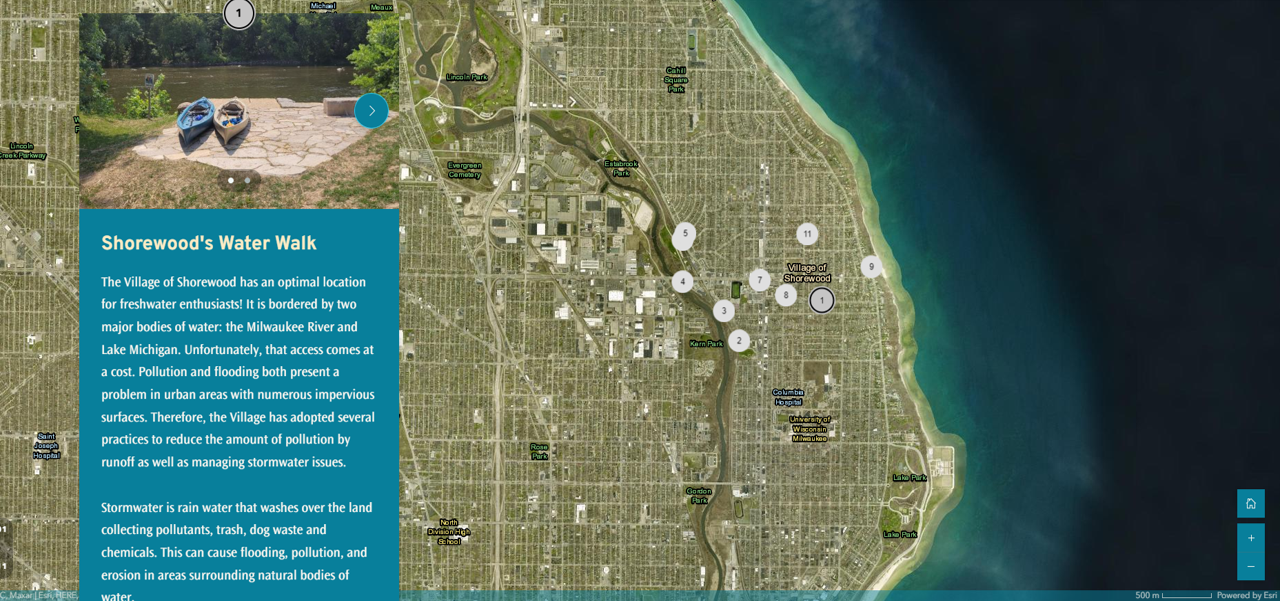 1
Michael
Meaux
Lincoln
Creek Parkway
Saint
Joseph
Hospital
Shorewood's Water Walk
The Village of Shorewood has an optimal location
for freshwater enthusiasts! It is bordered by two
major bodies of water: the Milwaukee River and
Lake Michigan. Unfortunately, that access comes at
a cost. Pollution and flooding both present a
problem in urban areas with numerous impervious
surfaces. Therefore, the Village has adopted several
practices to reduce the amount of pollution by
runoff as well as managing stormwater issues.
Stormwater is rain water that washes over the land
collecting pollutants, trash, dog waste and
chemicals. This can cause flooding, pollution, and
erosion in areas surrounding natural bodies of
water.
Lincoln Park
Cahill
Square
Park
Evergreen
Cemetery
Estabrook
Park
5
11
9
Village of
Shorewood
4
7
8
1
3
2
Kern Park
Columbia
Hospital
University of
Wisconsin
Milwaukee
Rose
Park
Gordon
Park
Lake Park
Lake Park
North
Division High
School
+
−
C, Maxar | Esri, HERE,
500 m
Powered by Esri